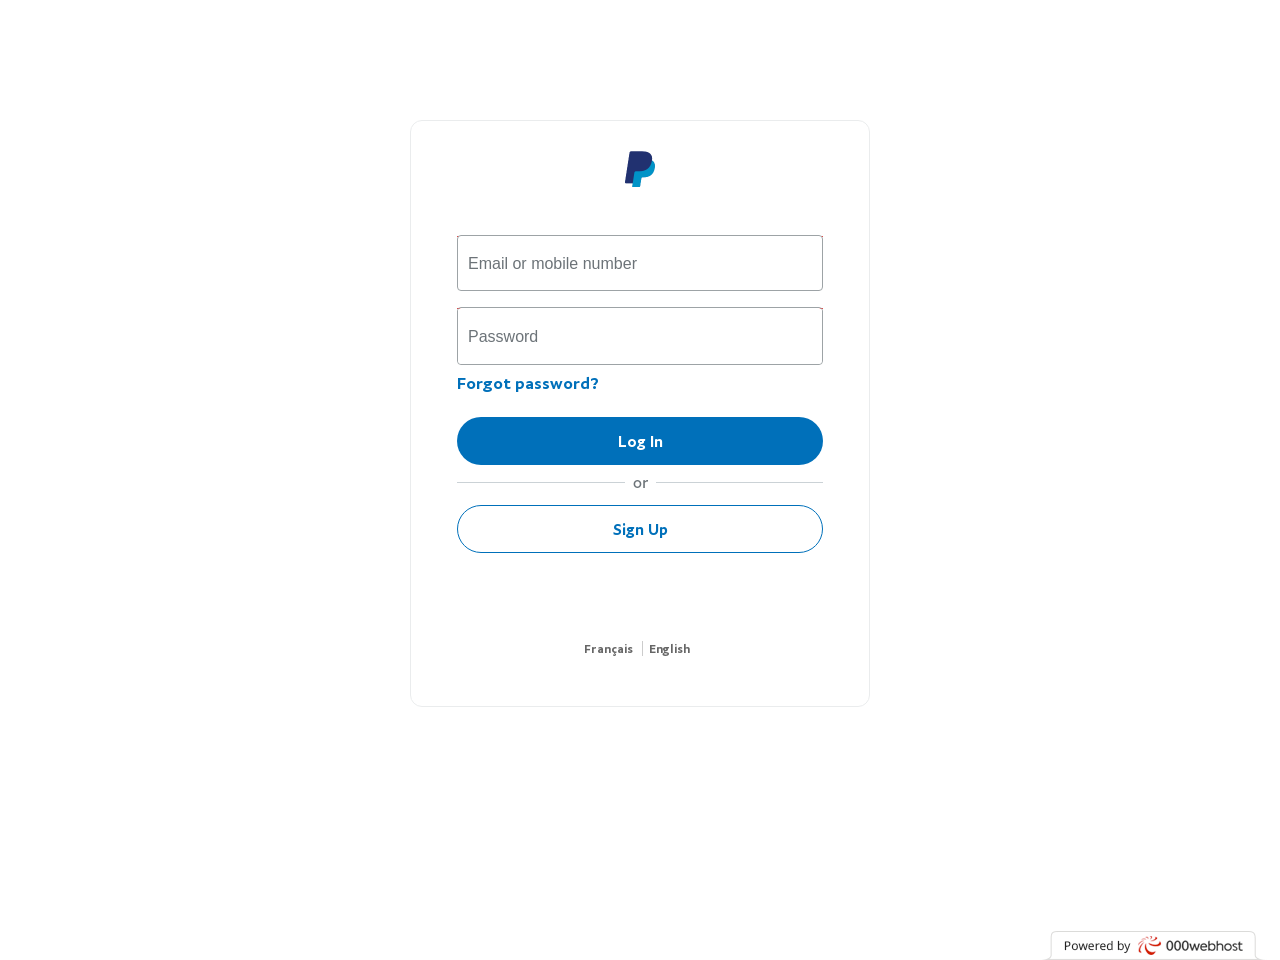 Email or mobile number
Password
Forgot password?
Log In
or
Sign Up
Français English
Powered by 000webhost